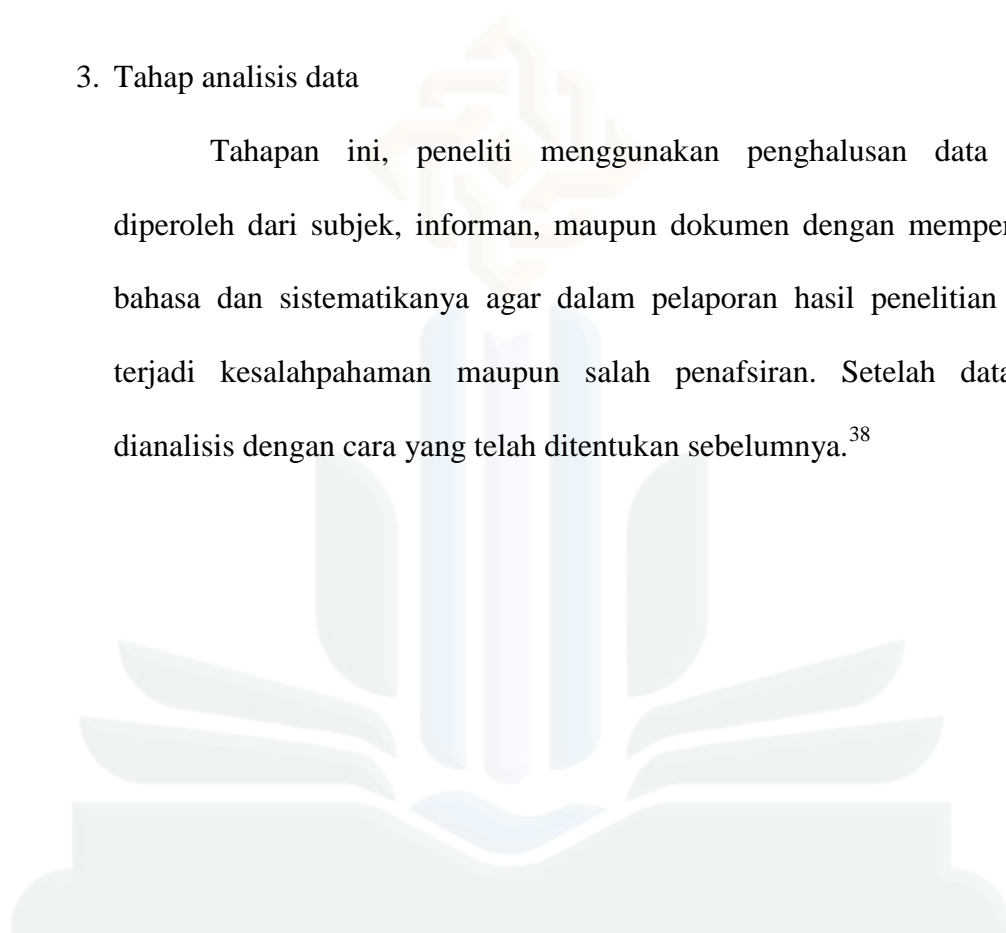 3. Tahap analisis data
Tahapan ini, peneliti menggunakan penghalusan data
diperoleh dari subjek, informan, maupun dokumen dengan
bahasa dan sistematikanya agar dalam pelaporan hasil penelitian
terjadi kesalahpahaman maupun salah penafsiran. Setelah data
dianalisis dengan cara yang telah ditentukan sebelumnya.38